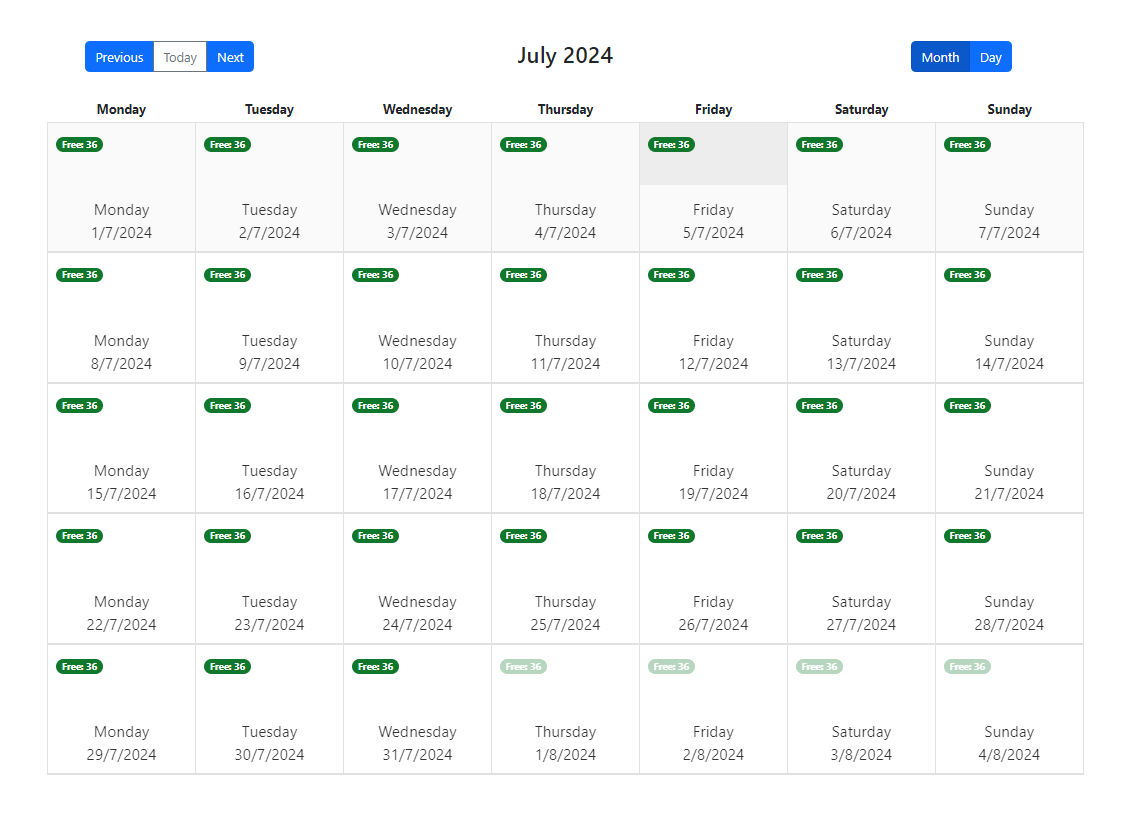 Previous Today Next July 2024 Month Day
Monday Tuesday Wednesday Thursday Friday Saturday Sunday
Free: 36 Free: 36 Free: 36 Free: 36 Free: 36 Free: 36 Free: 36
Monday Tuesday Wednesday Thursday Friday Saturday Sunday
1/7/2024 2/7/2024 3/7/2024 4/7/2024 5/7/2024 6/7/2024 7/7/2024
Free: 36 Free: 36 Free: 36 Free: 36 Free: 36 Free: 36 Free: 36
Monday Tuesday Wednesday Thursday Friday Saturday Sunday
8/7/2024 9/7/2024 10/7/2024 11/7/2024 12/7/2024 13/7/2024 14/7/2024
Free: 36 Free: 36 Free: 36 Free: 36 Free: 36 Free: 36 Free: 36
Monday Tuesday Wednesday Thursday Friday Saturday Sunday
15/7/2024 16/7/2024 17/7/2024 18/7/2024 19/7/2024 20/7/2024 21/7/2024
Free: 36 Free: 36 Free: 36 Free: 36 Free: 36 Free: 36 Free: 36
Monday Tuesday Wednesday Thursday Friday Saturday Sunday
22/7/2024 23/7/2024 24/7/2024 25/7/2024 26/7/2024 27/7/2024 28/7/2024
Free: 36 Free: 36 Free: 36 Free: 36 Free: 36 Free: 36 Free: 36
Monday Tuesday Wednesday Thursday Friday Saturday Sunday
29/7/2024 30/7/2024 31/7/2024 1/8/2024 2/8/2024 3/8/2024 4/8/2024